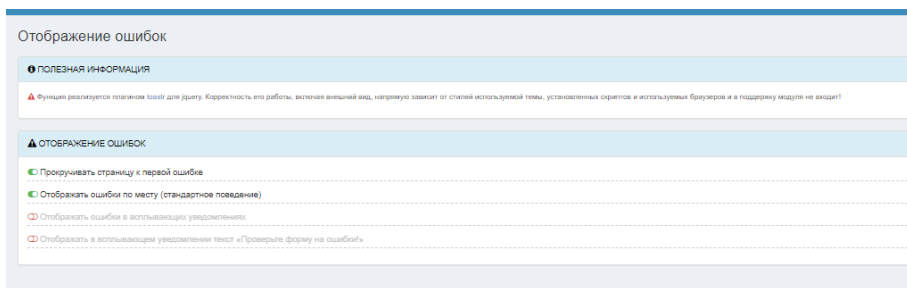 Отображение ошибок
ПОЛЕЗНАЯ ИНФОРМАЦИЯ
Функция реализуется плагином toastr для jquery. Корректность его работы, включая внешний вид, напрямую зависит от стилей используемой темы, установленных скриптов и используемых браузеров и в поддержку модуля не входит!
ОТОБРАЖЕНИЕ ОШИБОК
Прокручивать страницу к первой ошибке
Отображать ошибки по месту (стандартное поведение)
Отображать ошибки в всплывающих уведомлениях
Отображать в всплывающем уведомлении текст «Проверьте форму на ошибки!»